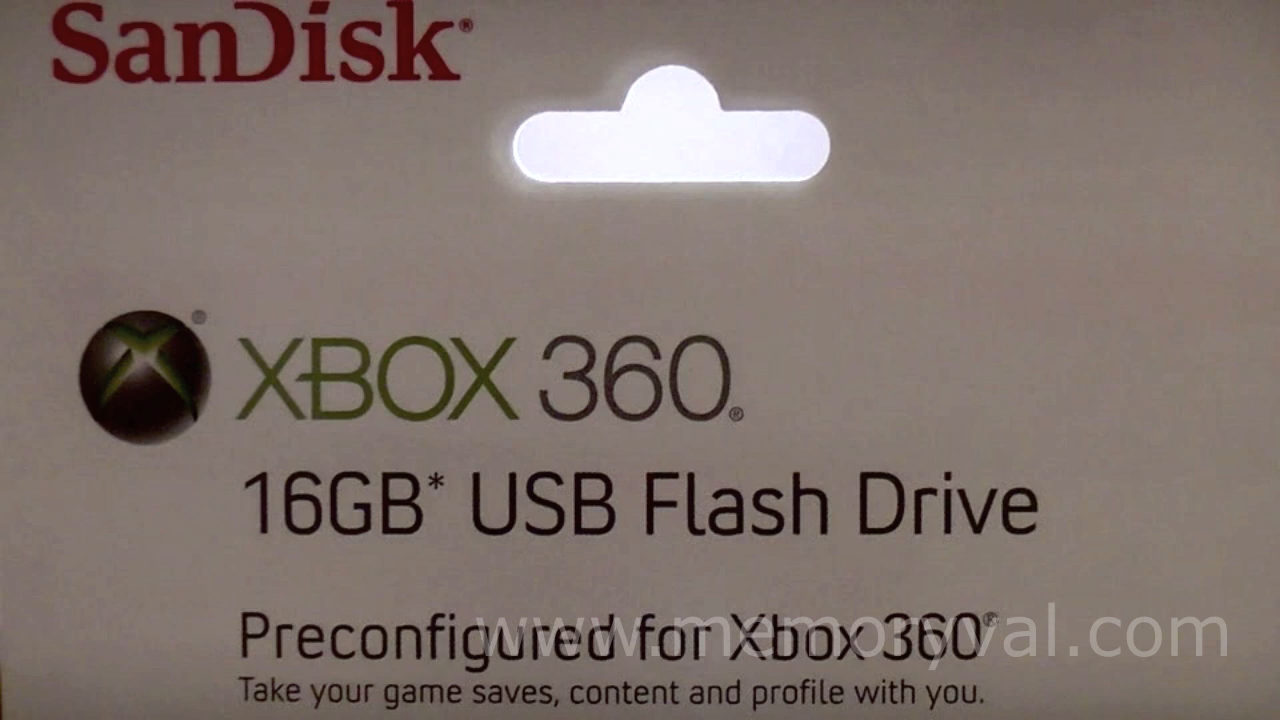 SanDisk®
XBOX 360®
16GB* USB Flash Drive
Preconfigured for Xbox 360®
www.memoryval.com
Take your game saves, content and profile with you.